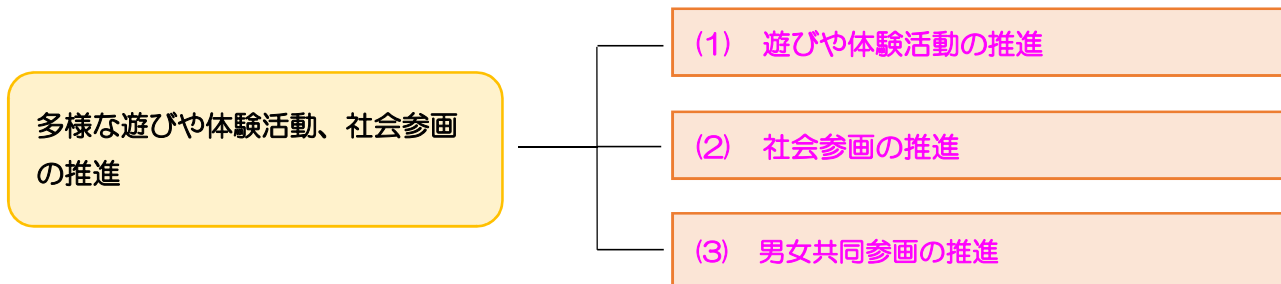 多様な遊びや体験活動、社会参画
の推進
(1) 遊びや体験活動の推進
(2) 社会参画の推進
(3) 男女共同参画の推進